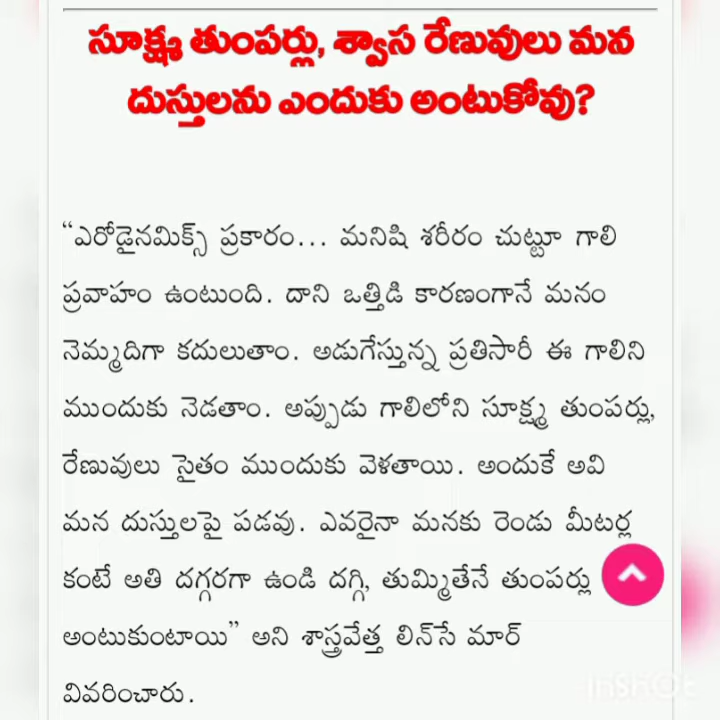 సూక్ష్మ తుంపర్లు, శ్వాస రేణువులు మన
దుస్తులను ఎందుకు అంటుకోవు?
“ఎరోడైనమిక్స్ ప్రకారం... మనిషి శరీరం చుట్టూ గాలి
ప్రవాహం ఉంటుంది. దాని ఒత్తిడి కారణంగానే మనం
నెమ్మదిగా కదులుతాం. అడుగేస్తున్న ప్రతిసారీ ఈ గాలిని
ముందుకు నెడతాం. అప్పుడు గాలిలోని సూక్ష్మ తుంపర్లు,
రేణువులు సైతం ముందుకు వెళతాయి. అందుకే అవి
మన దుస్తులపై పడవు. ఎవరైనా మనకు రెండు మీటర్ల
కంటే అతి దగ్గరగా ఉండి దగ్గి, తుమ్మితేనే తుంపర్లు
అంటుకుంటాయి” అని శాస్త్రవేత్త లిన్‌సే మార్
వివరించారు.
INSHOT